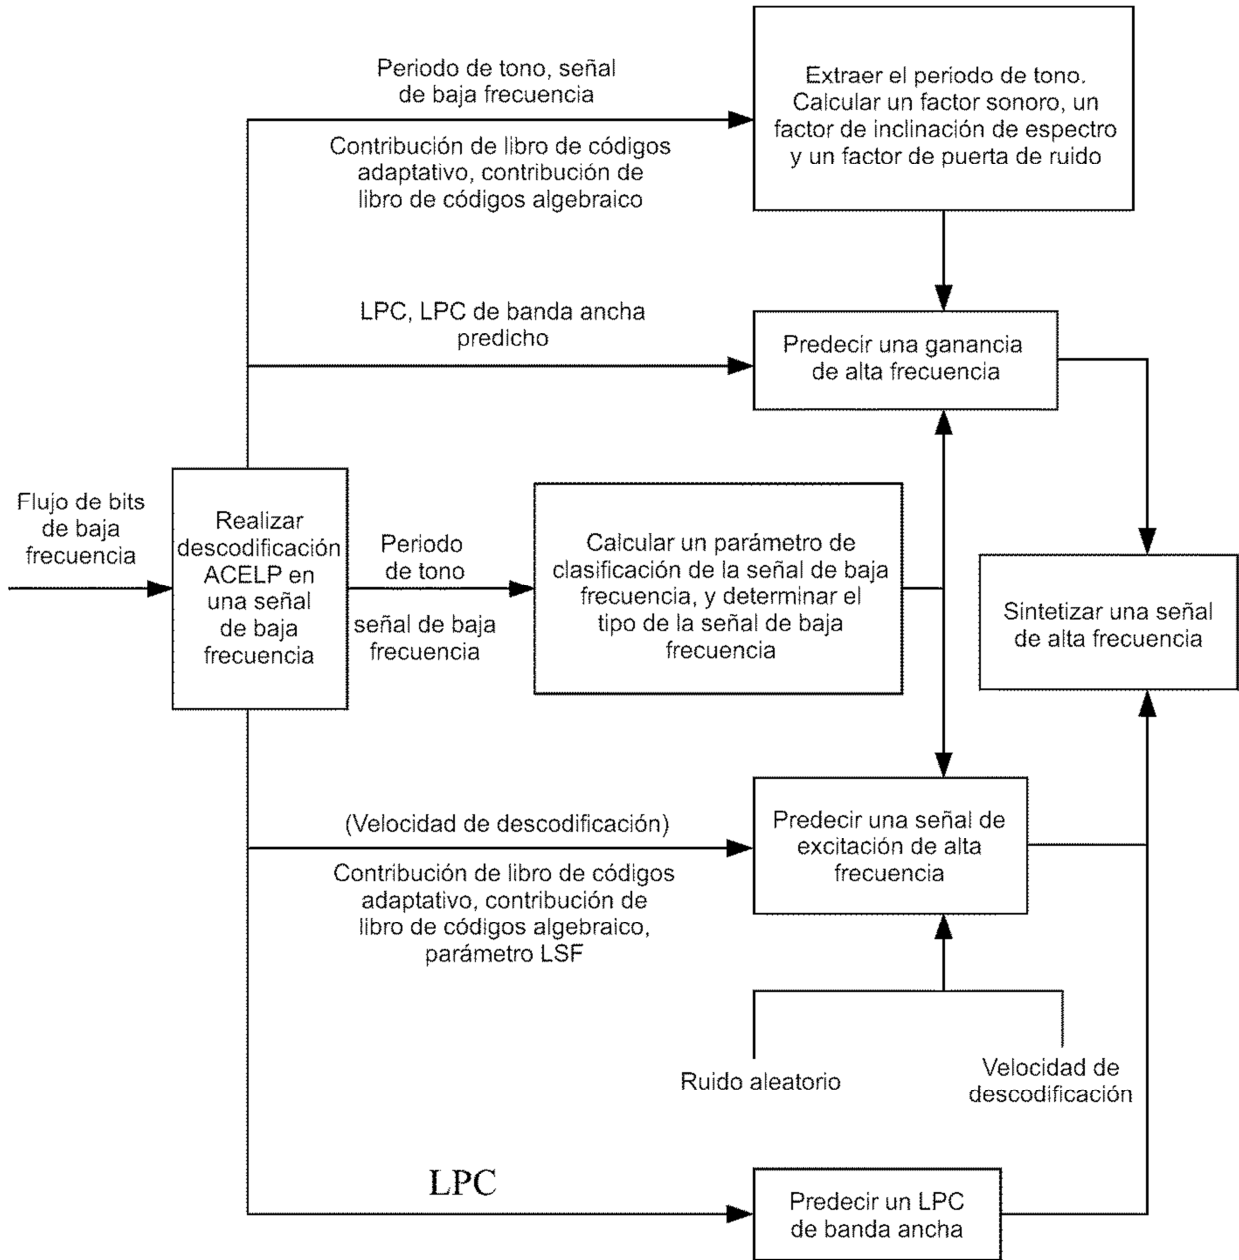 Periodo de tono, señal
de baja frecuencia
Contribución de libro de códigos
adaptativo, contribución de
libro de códigos algebraico
Extraer el periodo de tono.
Calcular un factor sonoro, un
factor de inclinación de espectro
y un factor de puerta de ruido
LPC, LPC de banda ancha
predicho
Predecir una ganancia
de alta frecuencia
Flujo de bits
de baja
frecuencia
Realizar
descodificación
ACELP en
una señal
de baja
frecuencia
Periodo
de tono
señal de baja
frecuencia
Calcular un parámetro de
clasificación de la señal de baja
frecuencia, y determinar el
tipo de la señal de baja
frecuencia
Sintetizar una señal
de alta frecuencia
(Velocidad de descodificación)
Contribución de libro de códigos
adaptativo, contribución de
libro de códigos algebraico,
parámetro LSF
Predecir una señal de
excitación de alta
frecuencia
Ruido aleatorio
Velocidad de
descodificación
LPC
Predecir un LPC
de banda ancha